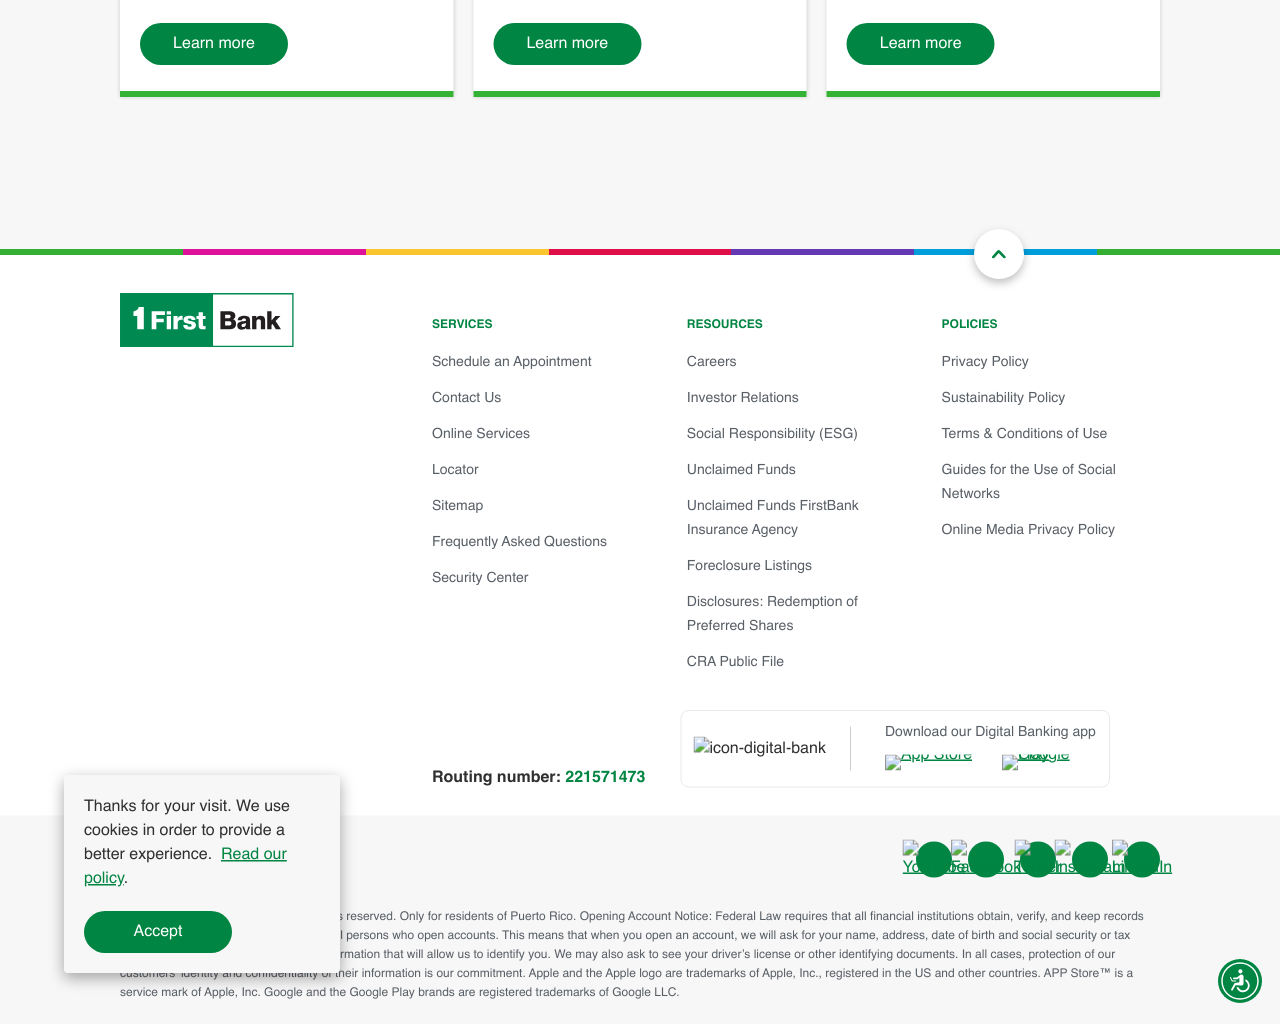 Learn more
Learn more
Learn more
1First Bank
SERVICES
Schedule an Appointment
Contact Us
Online Services
Locator
Sitemap
Frequently Asked Questions
Security Center
RESOURCES
Careers
Investor Relations
Social Responsibility (ESG)
Unclaimed Funds
Unclaimed Funds FirstBank
Insurance Agency
Foreclosure Listings
Disclosures: Redemption of
Preferred Shares
CRA Public File
POLICIES
Privacy Policy
Sustainability Policy
Terms & Conditions of Use
Guides for the Use of Social
Networks
Online Media Privacy Policy
Routing number: 221571473
icon-digital-bank
Download our Digital Banking app
App Store
Google
Thanks for your visit. We use
cookies in order to provide a
better experience. Read our
policy.
Accept
reserved. Only for residents of Puerto Rico. Opening Account Notice: Federal Law requires that all financial institutions obtain, verify, and keep records
persons who open accounts. This means that when you open an account, we will ask for your name, address, date of birth and social security or tax
that will allow us to identify you. We may also ask to see your driver's license or other identifying documents. In all cases, protection of our
customers' identity and confidentiality of their information is our commitment. Apple and the Apple logo are trademarks of Apple, Inc., registered in the US and other countries. APP Store™ is a
service mark of Apple, Inc. Google and the Google Play brands are registered trademarks of Google LLC.